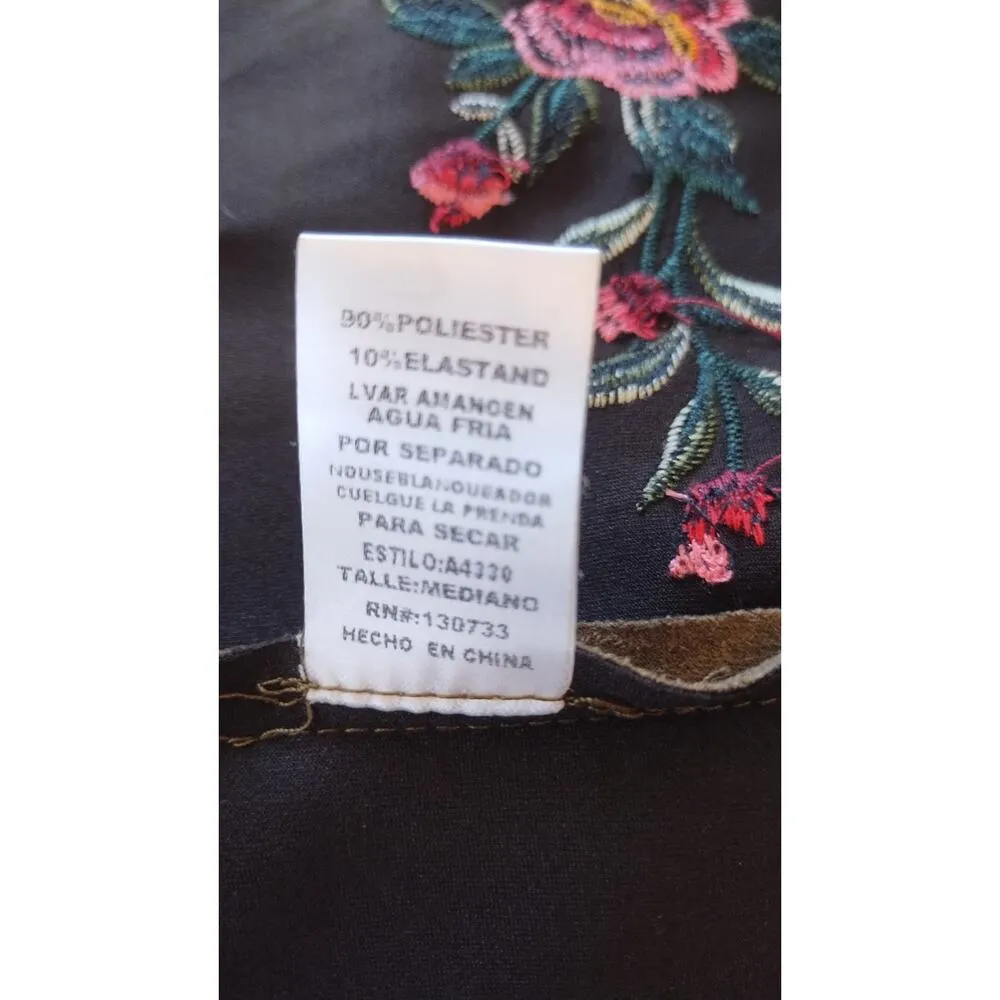 90%POLIESTER
10%ELASTAND
LVAR AMANOEN
AGUA FRIA
POR SEPARADO
NOUSEBLANQUEADOR
CUELGUE LA PRENDA
PARA SECAR
ESTILO:A4330
TALLE:MEDIANO
RN#:130733
HECHO EN CHINA